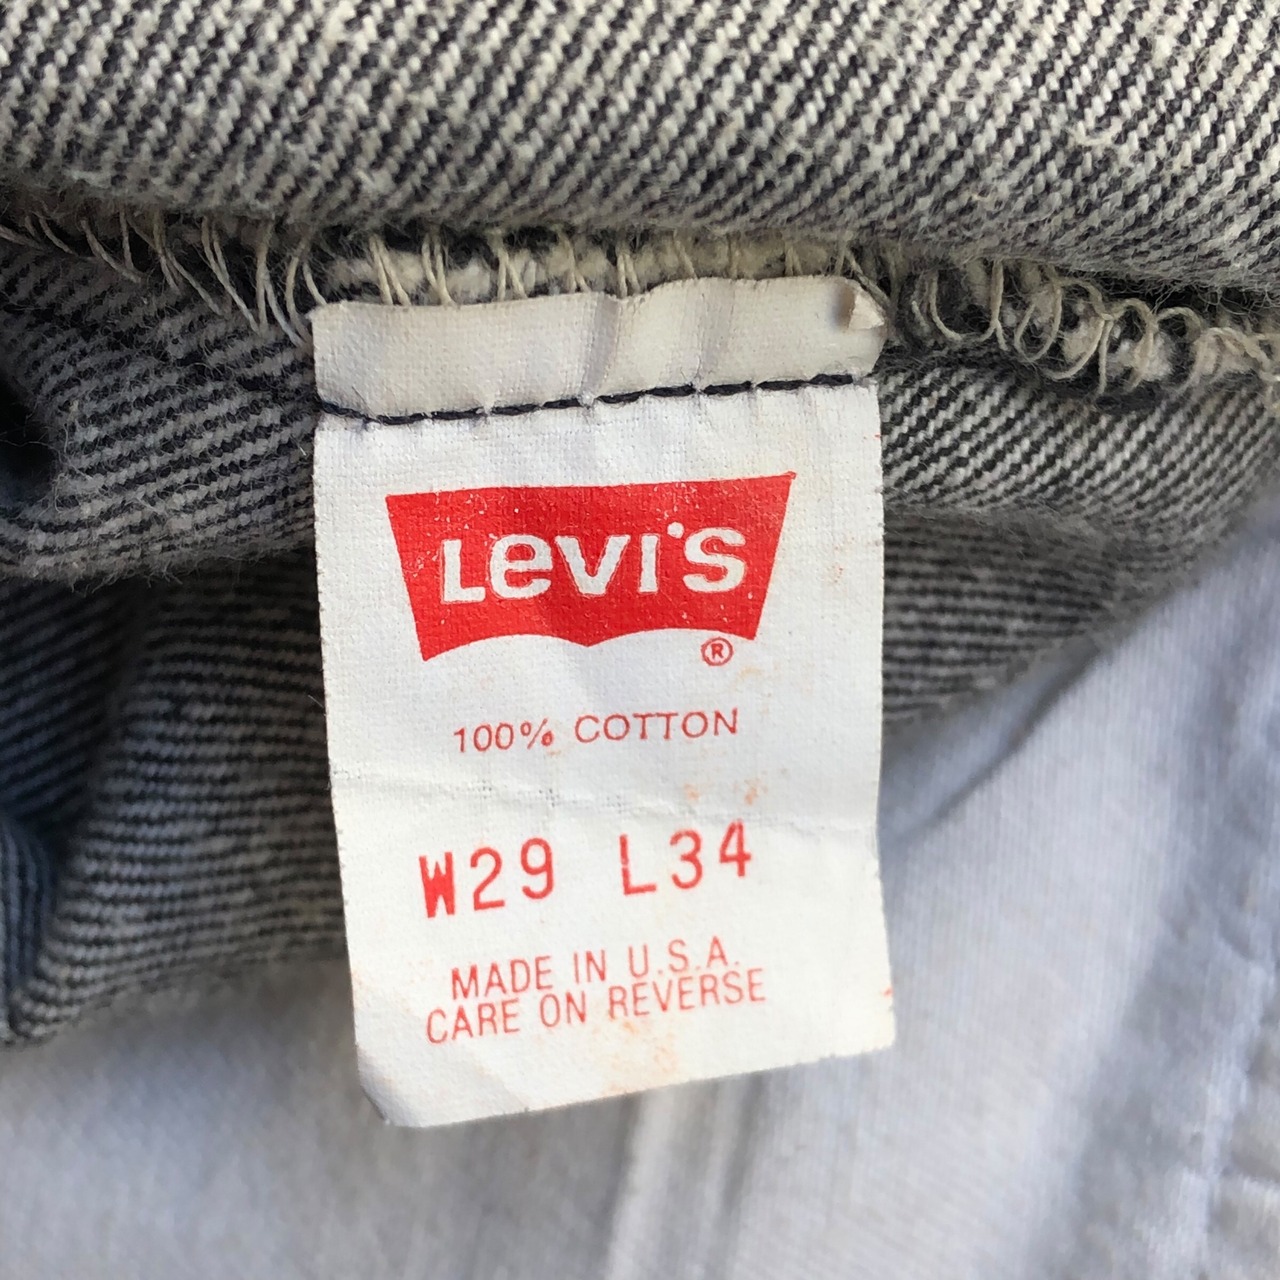 Levi's
®
100% COTTON
W29 L34
MADE IN U.S.A.
CARE ON REVERSE